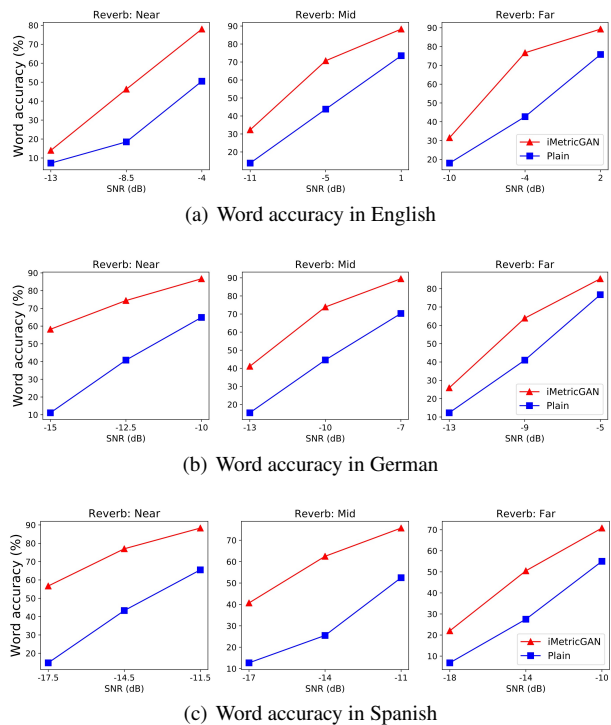 Reverb: Near Reverb: Mid Reverb: Far
Word accuracy (%)
80 70 60 50 40 30 20 10
-13 -8.5 -4
SNR (dB)
90 80 70 60 50 40 30 20
-11 -5 1
SNR (dB)
90 80 70 60 50 40 30 20
-10 -4 2
SNR (dB)
iMetricGAN
Plain
(a) Word accuracy in English
Reverb: Near Reverb: Mid Reverb: Far
Word accuracy (%)
90 80 70 60 50 40 30 20 10
-15 -12.5 -10
SNR (dB)
90 80 70 60 50 40 30 20
-13 -10 -7
SNR (dB)
80 70 60 50 40 30 20 10
-13 -9 -5
SNR (dB)
iMetricGAN
Plain
(b) Word accuracy in German
Reverb: Near Reverb: Mid Reverb: Far
Word accuracy (%)
90 80 70 60 50 40 30 20
-17.5 -14.5 -11.5
SNR (dB)
70 60 50 40 30 20 10
-17 -14 -11
SNR (dB)
70 60 50 40 30 20 10
-18 -14 -10
SNR (dB)
iMetricGAN
Plain
(c) Word accuracy in Spanish